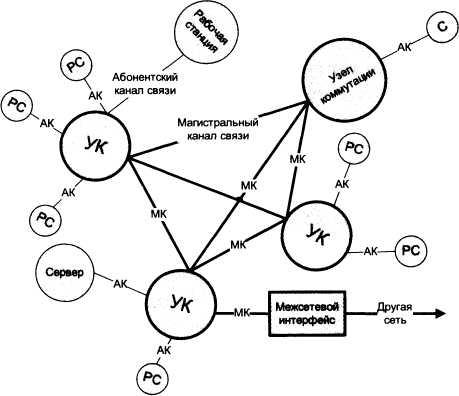 Рабочая
станция
С
АК
РС
Абонентский
канал связи
Узел
коммутации
АК
РС
АК
УК
Магистральный
канал связи
РС
АК
МК
АК
РС
МК
МК
УК
АК
РС
МК
Сервер
АК
УК
МК
Межсетевой
интерфейс
Другая
сеть
АК
РС